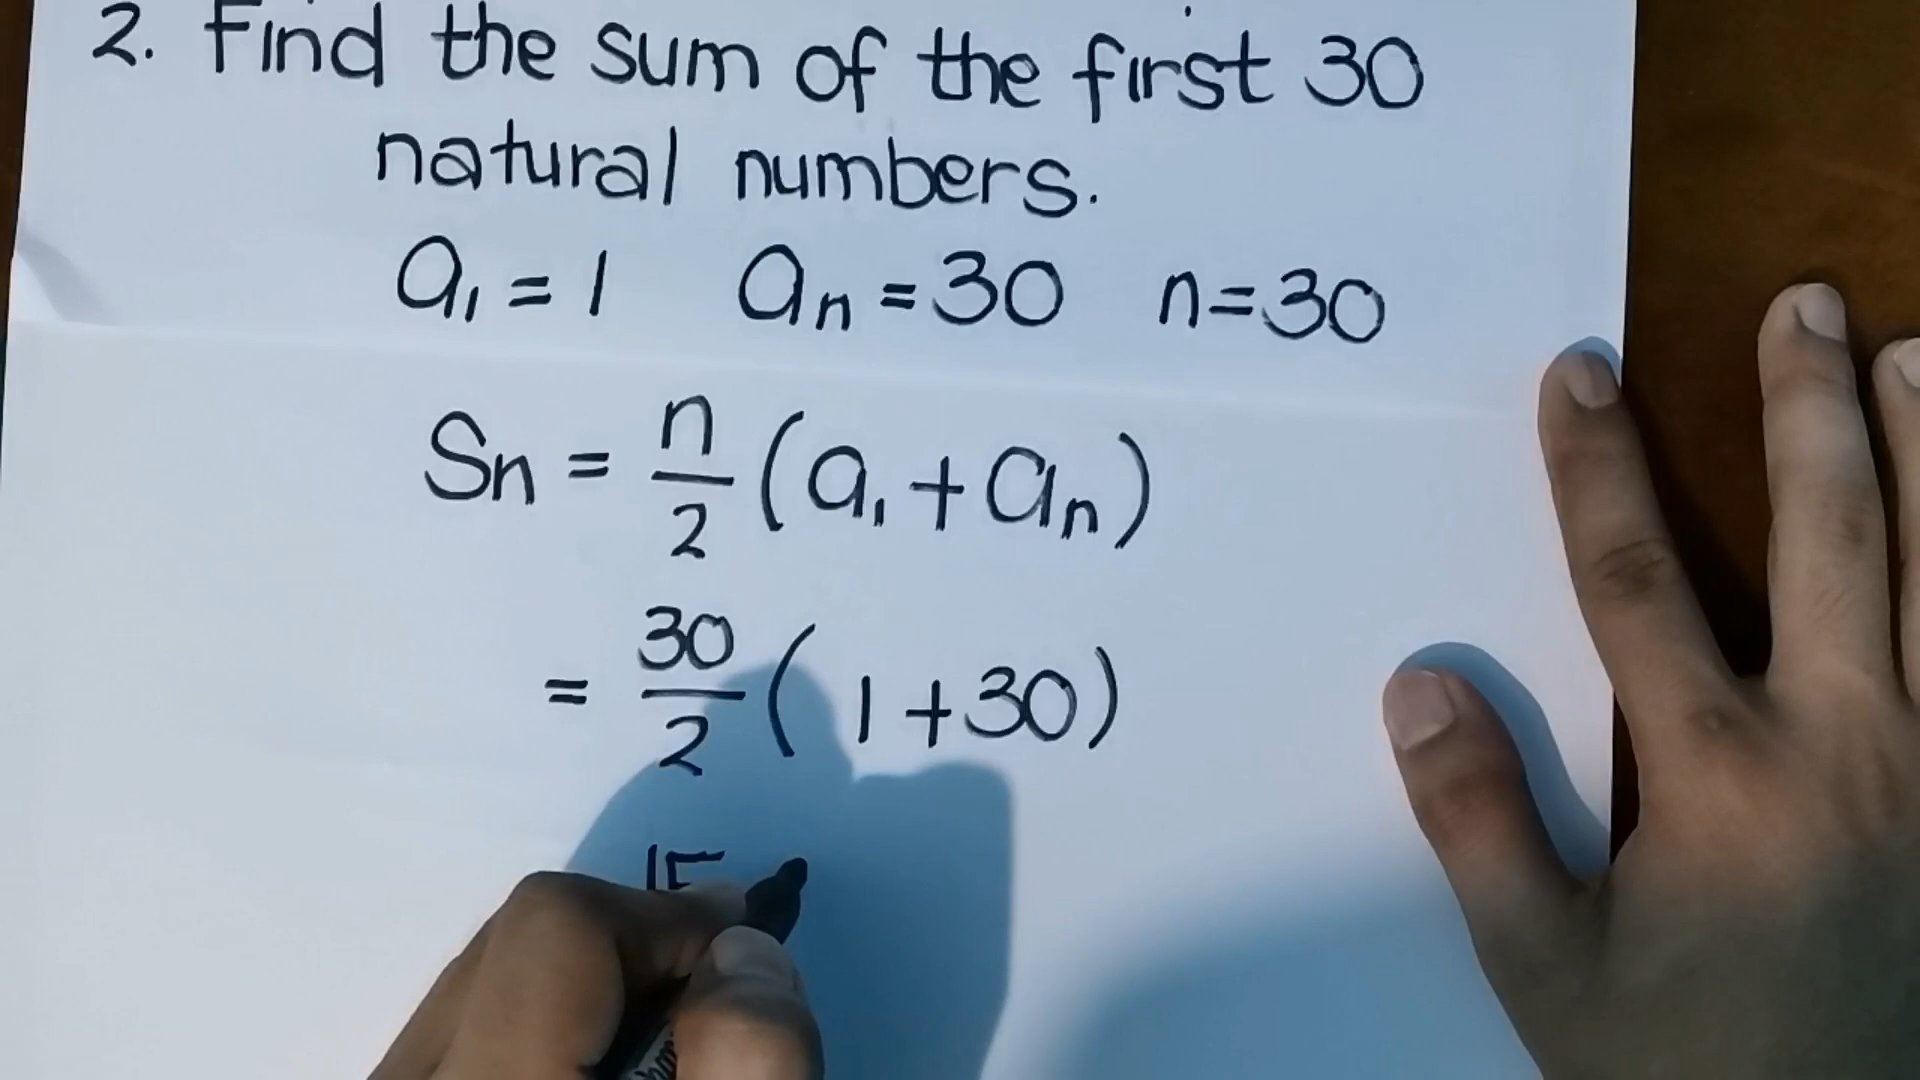 2. Find the sum of the first 30
natural numbers.
a₁ = 1 aₙ = 30 n = 30
Sₙ = n/2 (a₁ + aₙ)
= 30/2 (1 + 30)
15